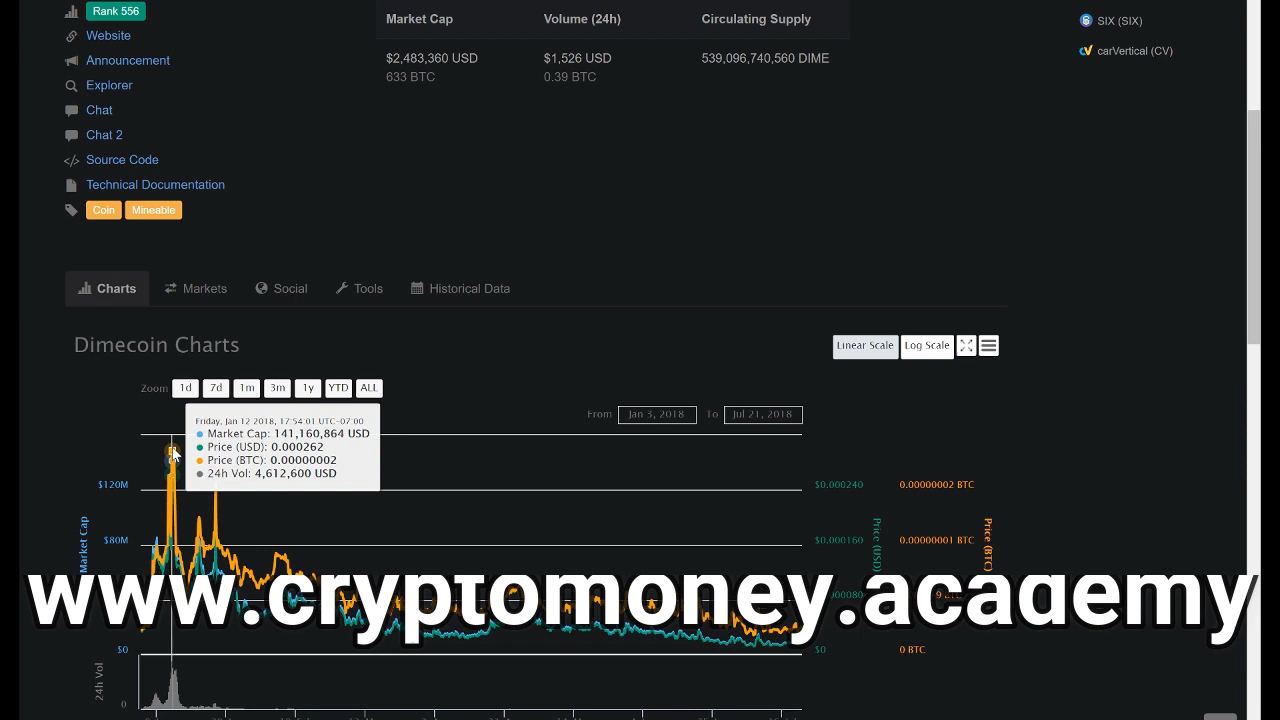 Rank 556
Website
Announcement
Explorer
Chat
Chat 2
Source Code
Technical Documentation
Coin Mineable
Market Cap Volume (24h) Circulating Supply
$2,483,360 USD $1,526 USD 539,096,740,560 DIME
633 BTC 0.39 BTC
SIX (SIX)
carVertical (CV)
Charts Markets Social Tools Historical Data
Dimecoin Charts
Linear Scale Log Scale
Zoom 1d 7d 1m 3m 1y YTD ALL
From Jan 3, 2018 To Jul 21, 2018
Friday, Jan 12 2018, 17:54:01 UTC-07:00
Market Cap: 141,160,864 USD
Price (USD): 0.000262
Price (BTC): 0.00000002
24h Vol: 4,612,600 USD
$120M $0.000240 0.00000002 BTC
$80M $0.000160 0.00000001 BTC
Market Cap
Price (USD)
Price (BTC)
www.cryptomoney.academy
$0 $0 0 BTC
24h Vol
0